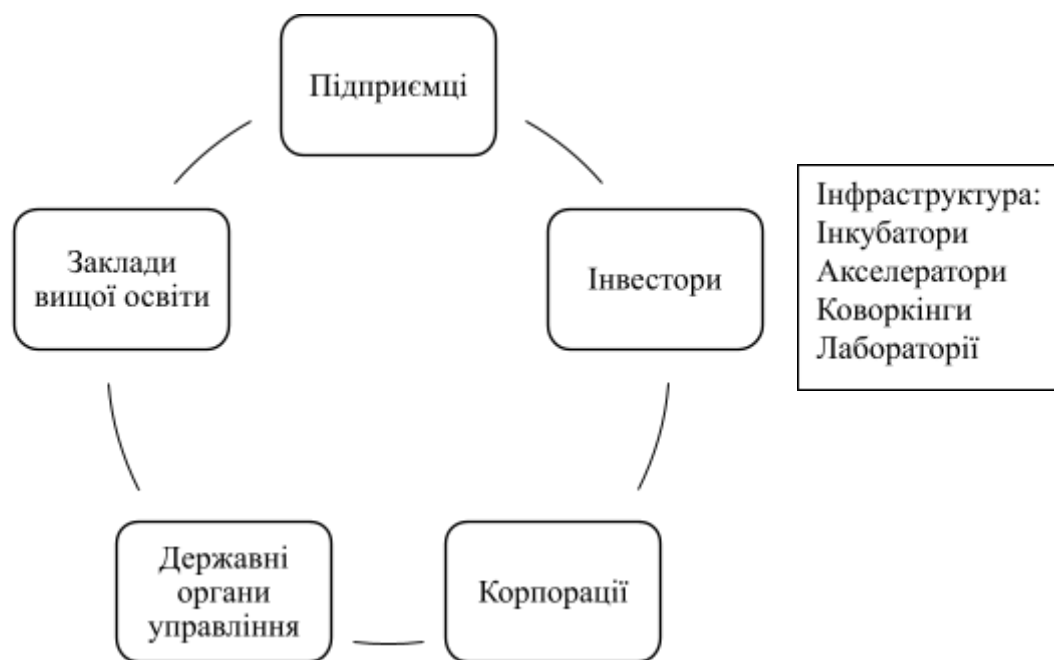 Підприємці
Заклади
вищої освіти
Інвестори
Інфраструктура:
Інкубатори
Акселератори
Коворкінги
Лабораторії
Державні
органи
управління
Корпорації